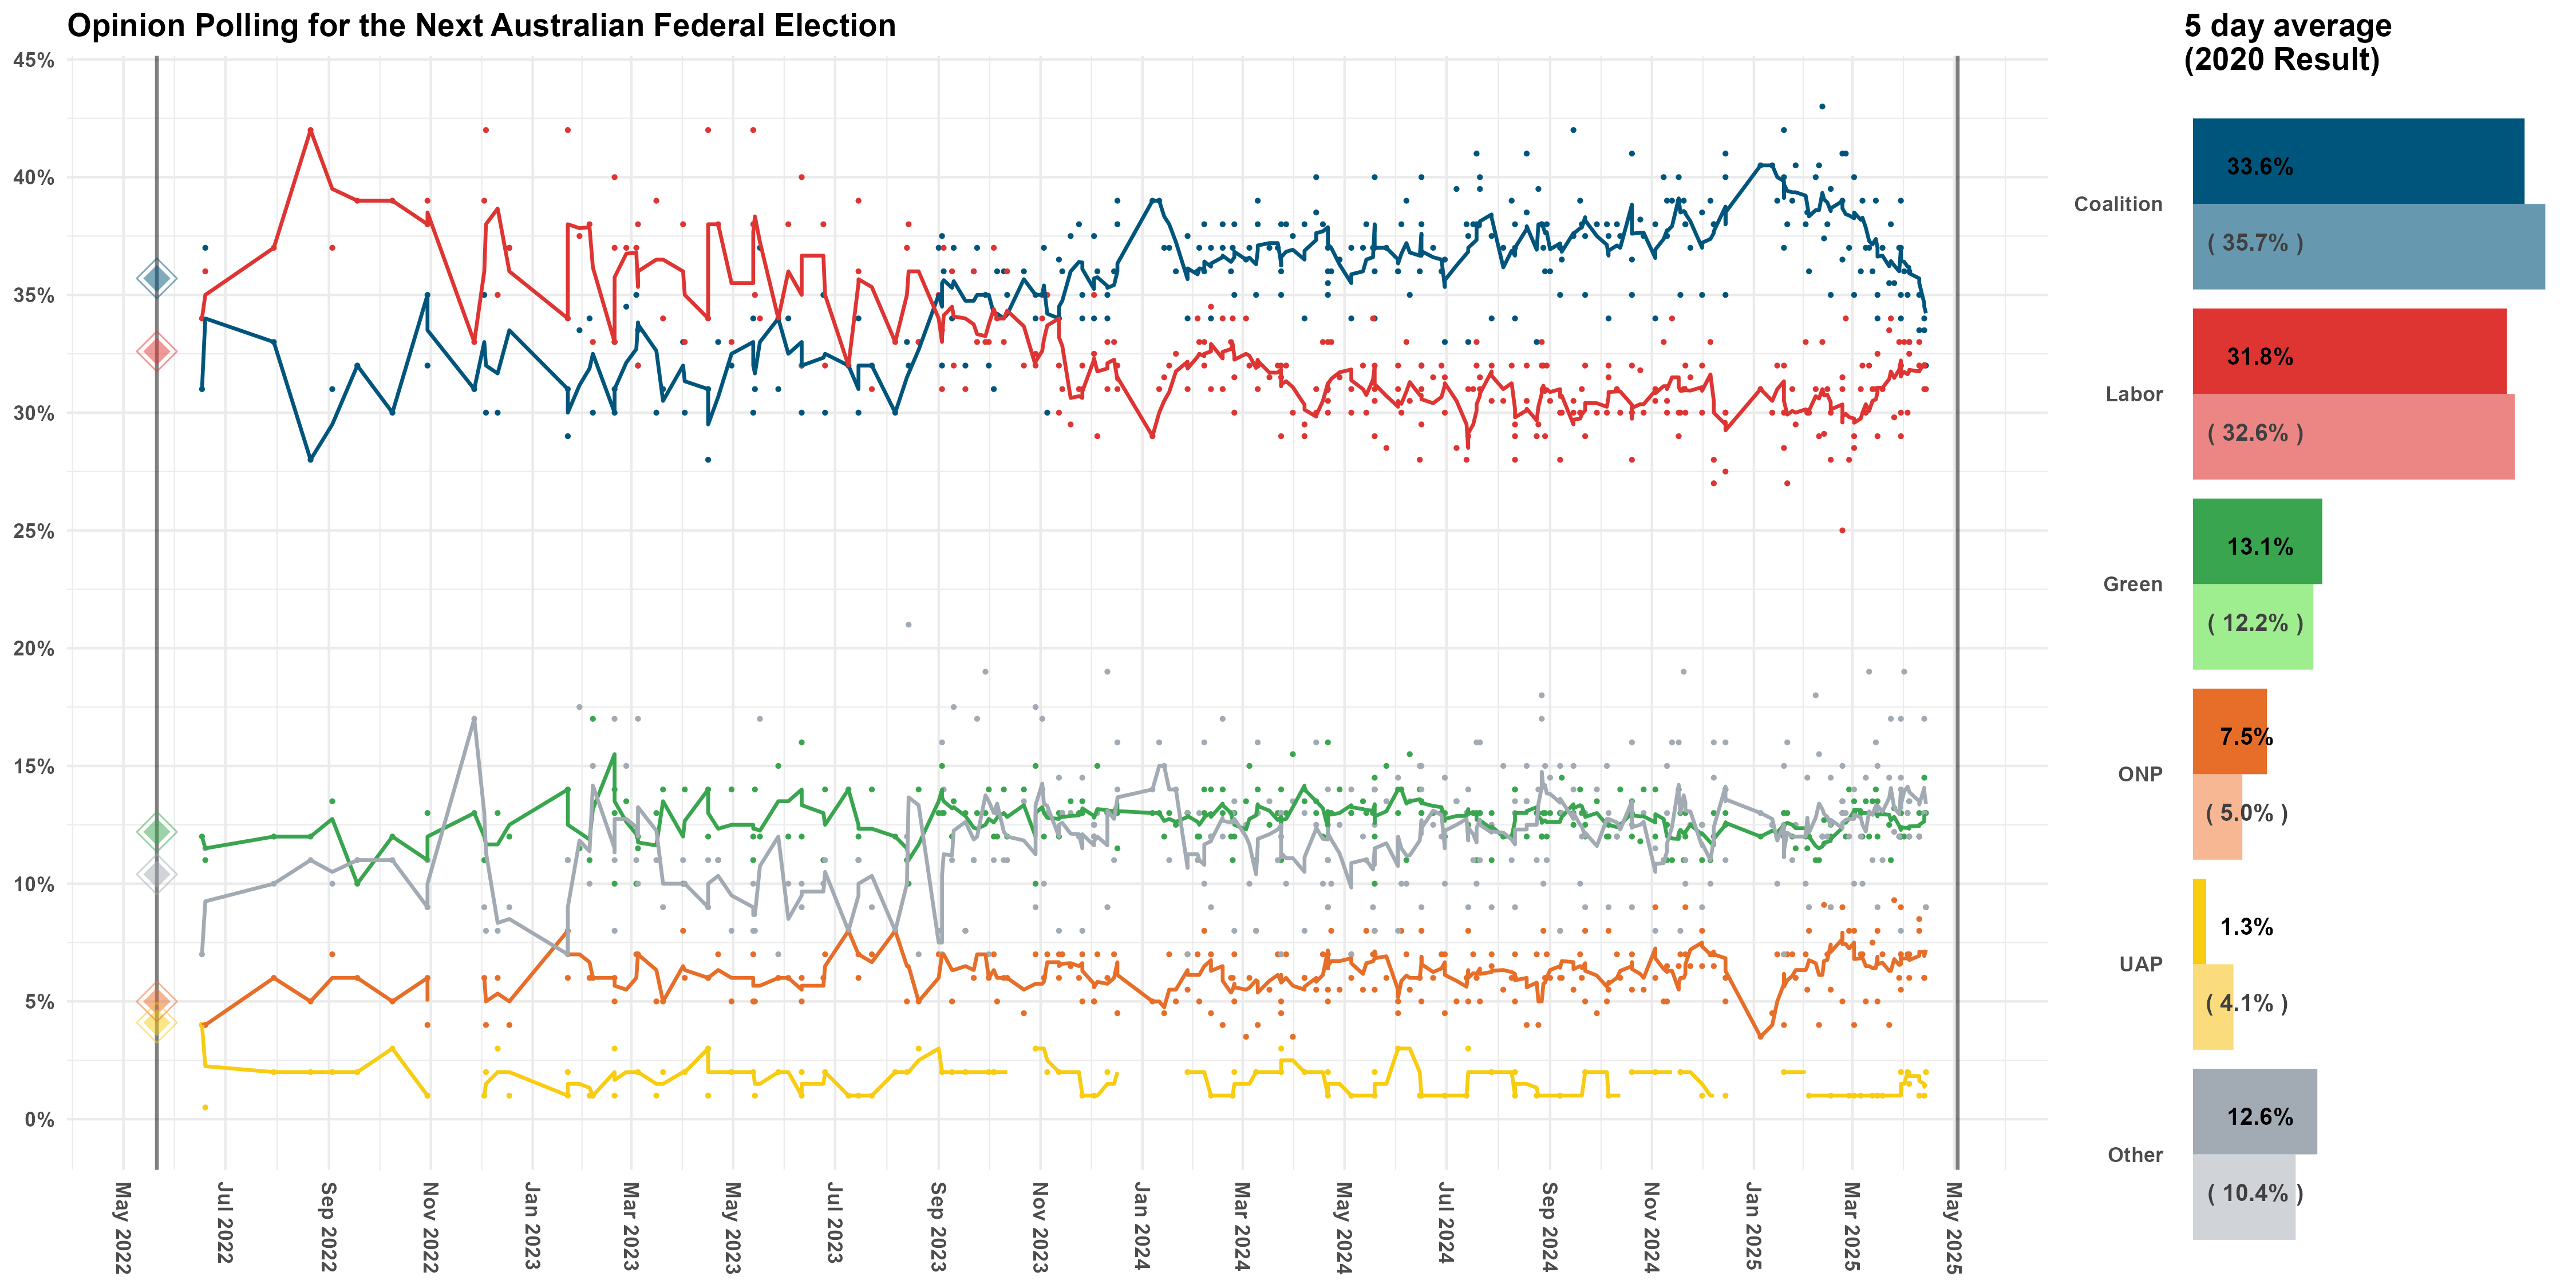 Opinion Polling for the Next Australian Federal Election
5 day average
(2020 Result)
45%
40%
35%
30%
25%
20%
15%
10%
5%
0%
May 2022
Jul 2022
Sep 2022
Nov 2022
Jan 2023
Mar 2023
May 2023
Jul 2023
Sep 2023
Nov 2023
Jan 2024
Mar 2024
May 2024
Jul 2024
Sep 2024
Nov 2024
Jan 2025
Mar 2025
May 2025
Coalition
33.6%
( 35.7% )
Labor
31.8%
( 32.6% )
Green
13.1%
( 12.2% )
ONP
7.5%
( 5.0% )
UAP
1.3%
( 4.1% )
Other
12.6%
( 10.4% )